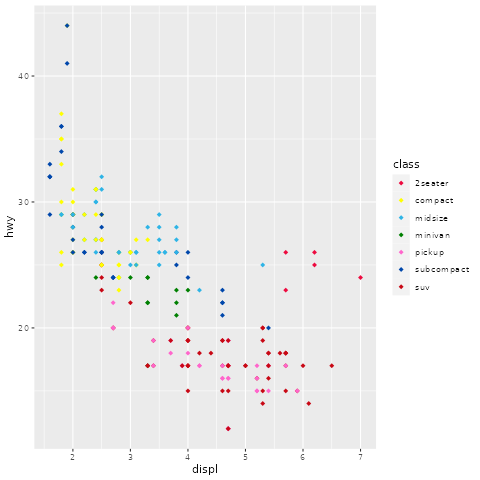 40
30
20
hwy
2 3 4 5 6 7
displ
class
2seater
compact
midsize
minivan
pickup
subcompact
suv